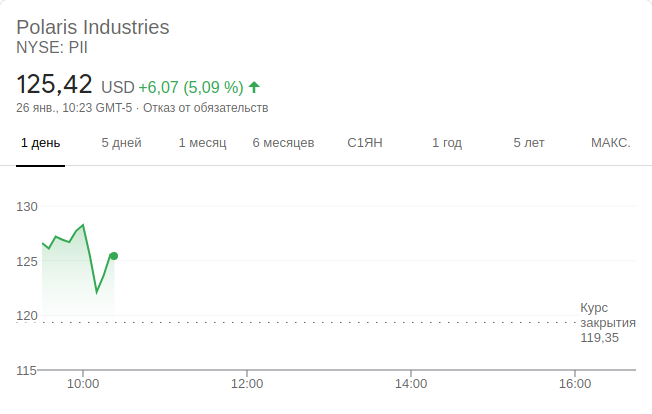 Polaris Industries
NYSE: PII
125,42 USD +6,07 (5,09 %)
26 янв., 10:23 GMT-5 · Отказ от обязательств
1 день 5 дней 1 месяц 6 месяцев С1ЯН 1 год 5 лет МАКС.
130
125
120
115
Курс
закрытия
119,35
10:00 12:00 14:00 16:00